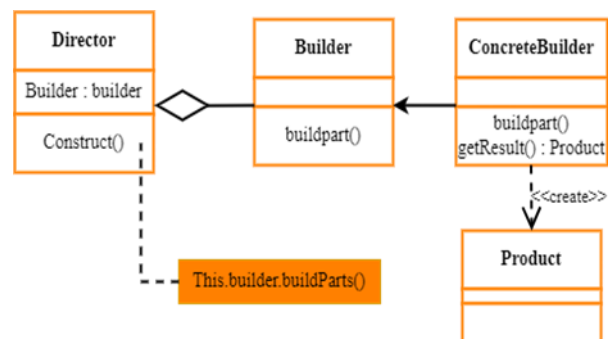 Director
Builder : builder
Construct()
Builder
buildpart()
ConcreteBuilder
buildpart()
getResult() : Product
<<create>>
This.builder.buildParts()
Product